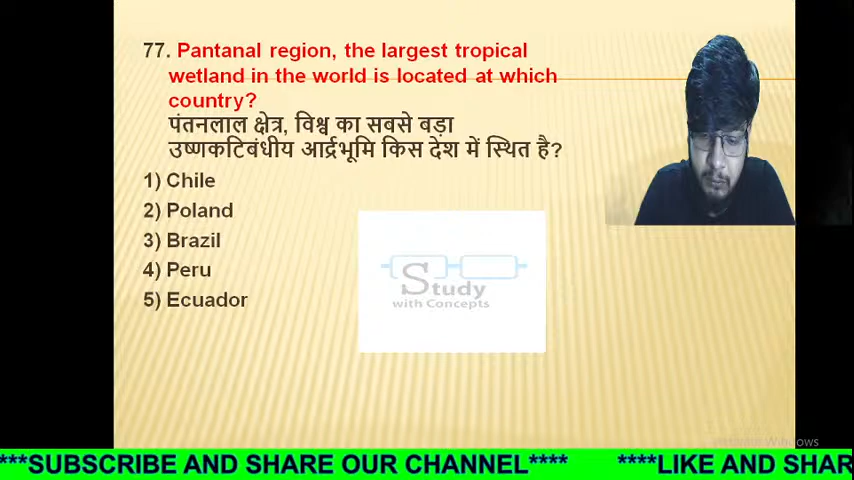 77. Pantanal region, the largest tropical
wetland in the world is located at which
country?
पंतनलाल क्षेत्र, विश्व का सबसे बड़ा
उष्णकटिबंधीय आर्द्रभूमि किस देश में स्थित है?
1) Chile
2) Poland
3) Brazil
4) Peru
5) Ecuador
Study
with Concepts
Activate Windows
***SUBSCRIBE AND SHARE OUR CHANNEL**** ****LIKE AND SHAR